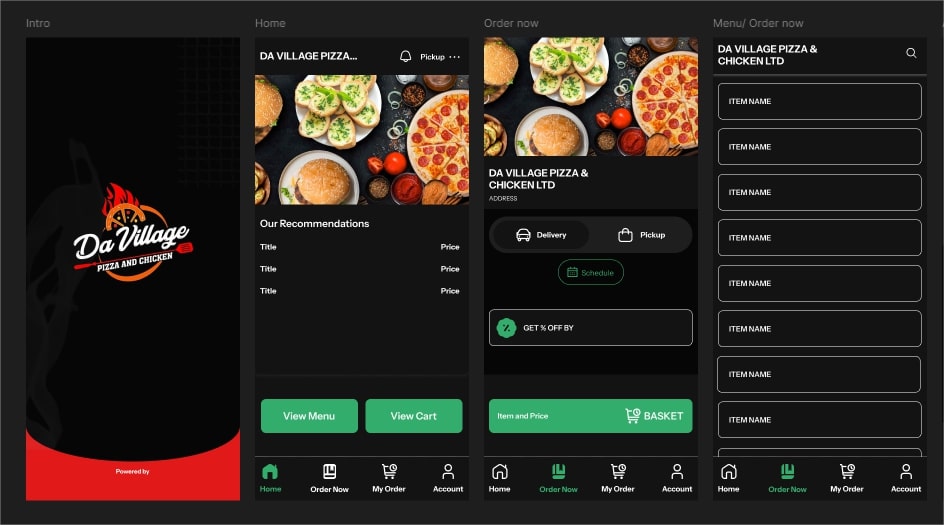 Intro
Da Village
PIZZA AND CHICKEN
Powered by
Home
DA VILLAGE PIZZA...
Pickup
Our Recommendations
Title Price
Title Price
Title Price
View Menu View Cart
Home Order Now My Order Account
Order now
DA VILLAGE PIZZA &
CHICKEN LTD
ADDRESS
Delivery Pickup
Schedule
GET % OFF BY
Item and Price BASKET
Home Order Now My Order Account
Menu/ Order now
DA VILLAGE PIZZA &
CHICKEN LTD
ITEM NAME
ITEM NAME
ITEM NAME
ITEM NAME
ITEM NAME
ITEM NAME
ITEM NAME
ITEM NAME
Home Order Now My Order Account